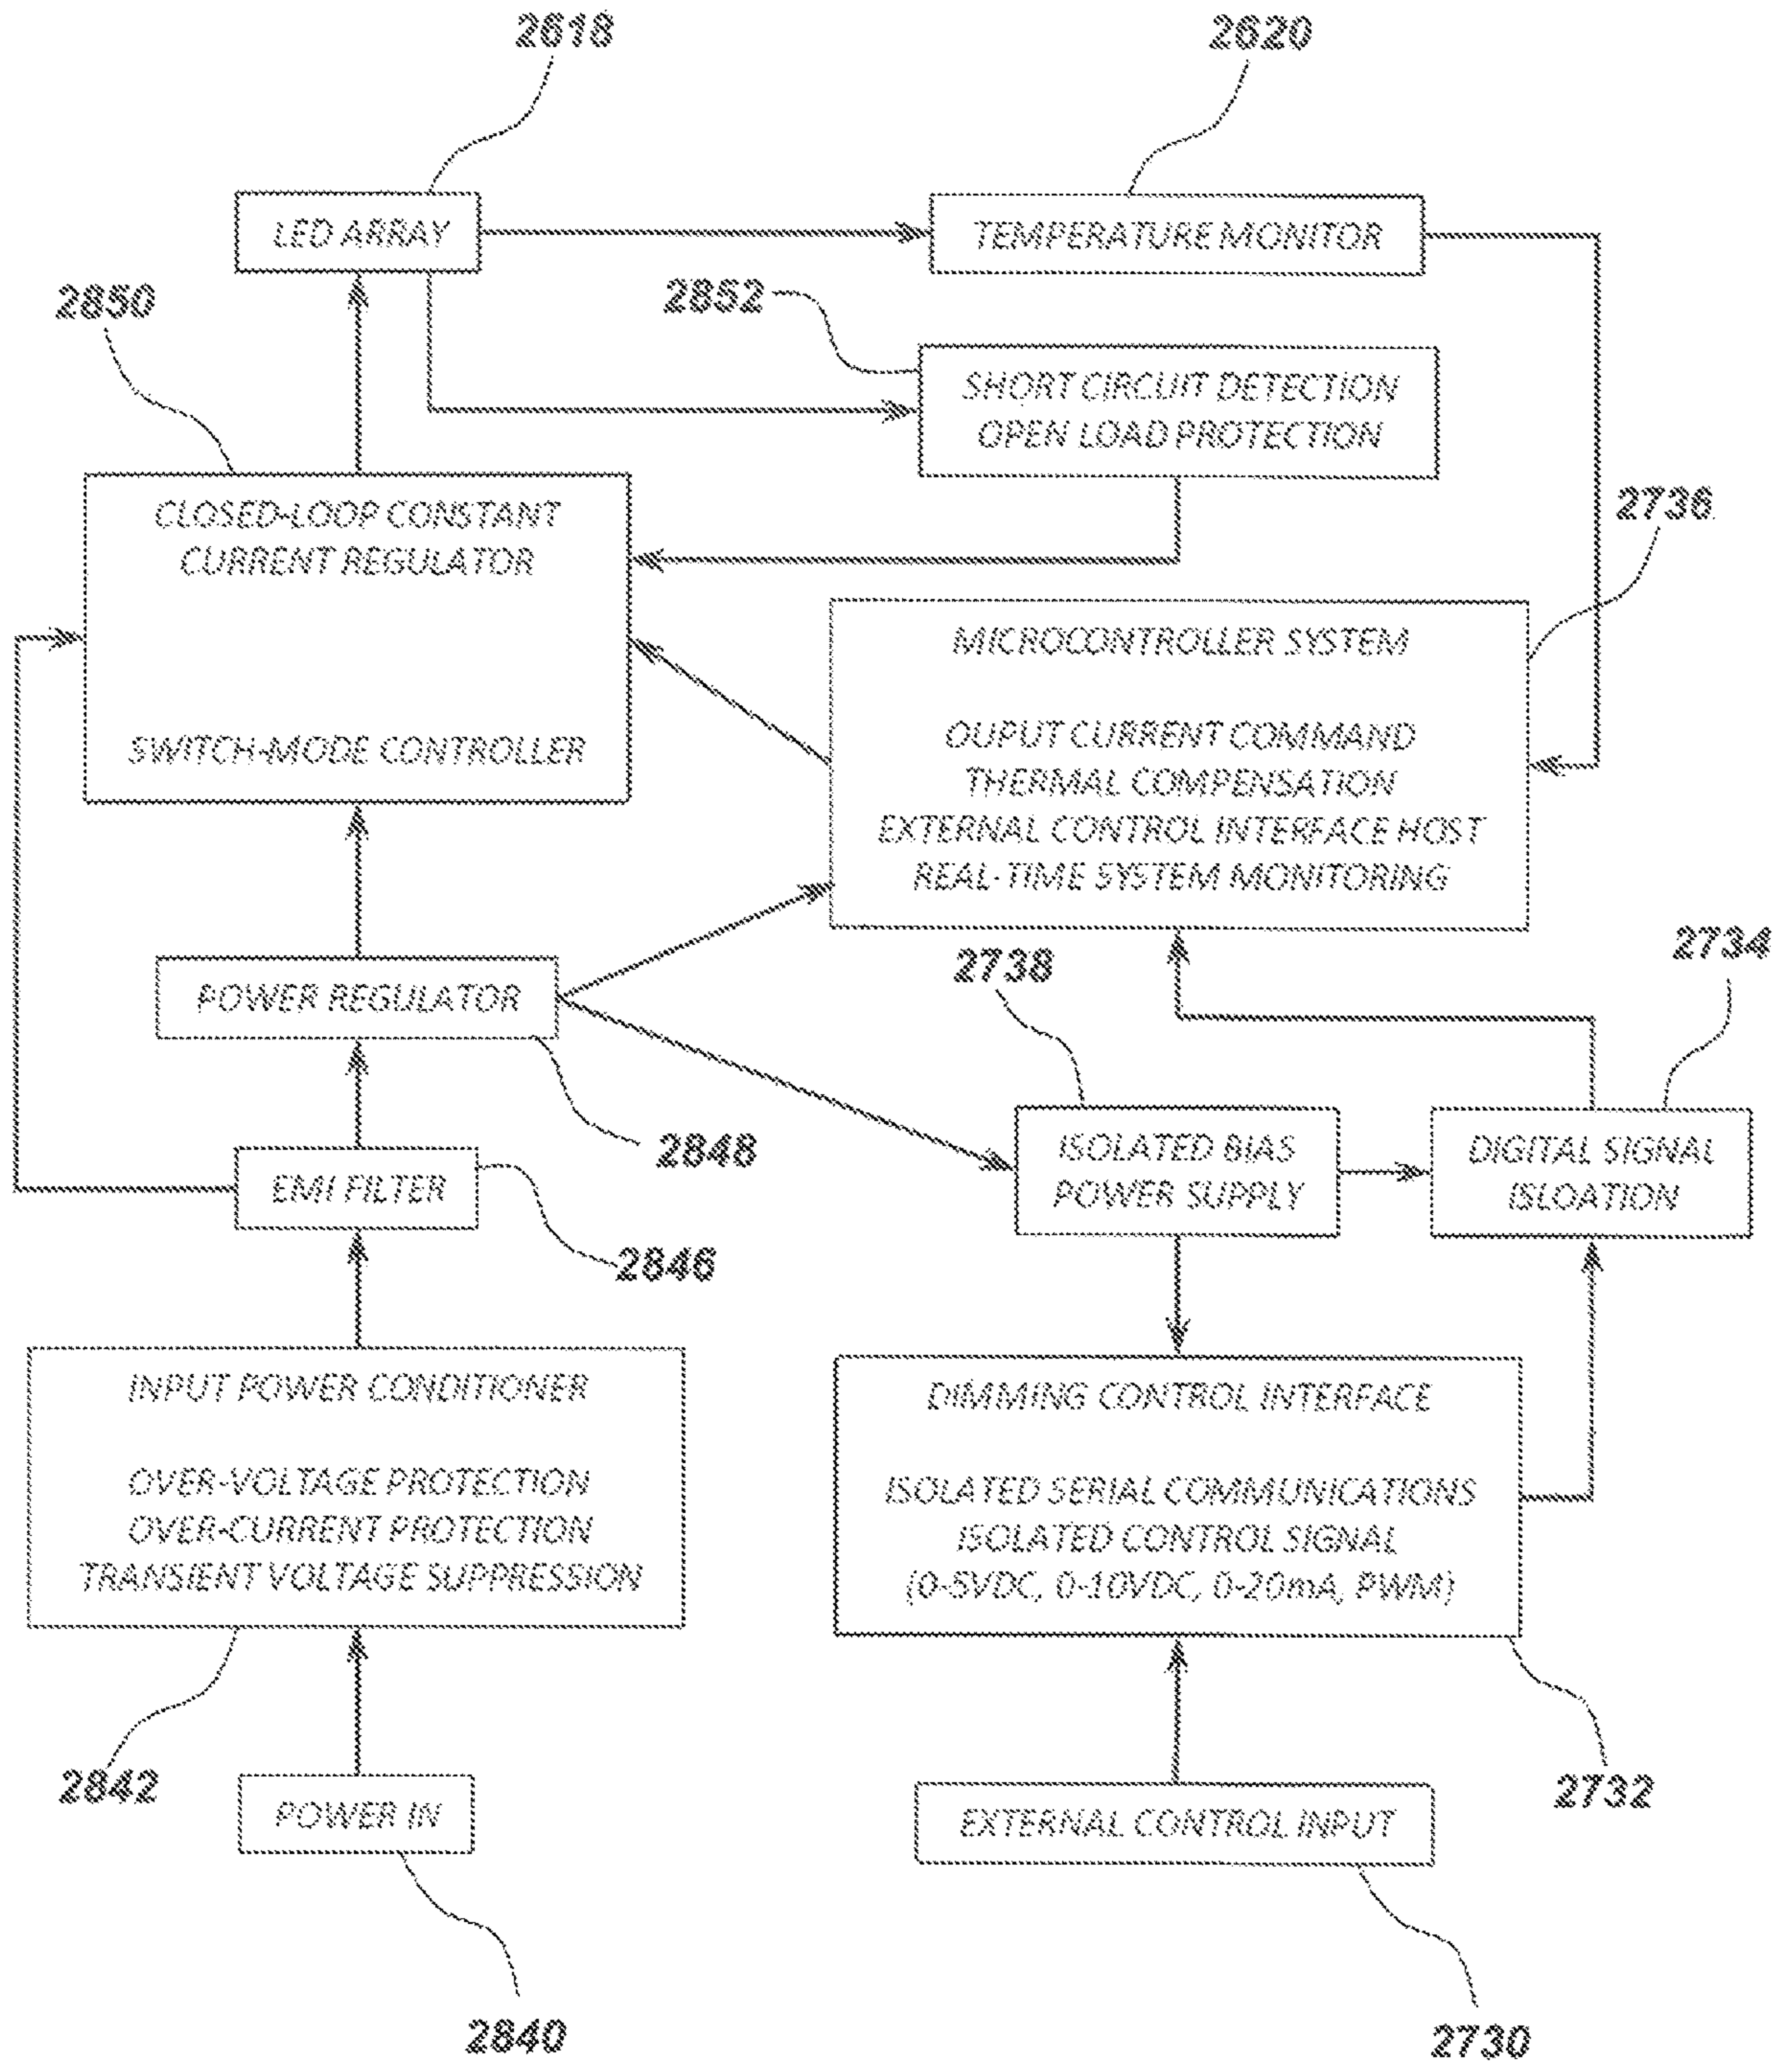 2618
2620
LED ARRAY
TEMPERATURE MONITOR
2850
2852
SHORT CIRCUIT DETECTION
OPEN LOAD PROTECTION
2736
CLOSED-LOOP CONSTANT
CURRENT REGULATOR
SWITCH-MODE CONTROLLER
MICROCONTROLLER SYSTEM
OUPUT CURRENT COMMAND
THERMAL COMPENSATION
EXTERNAL CONTROL INTERFACE HOST
REAL-TIME SYSTEM MONITORING
2738
2734
POWER REGULATOR
2848
ISOLATED BIAS
POWER SUPPLY
DIGITAL SIGNAL
ISLOATION
EMI FILTER
2846
INPUT POWER CONDITIONER
OVER-VOLTAGE PROTECTION
OVER-CURRENT PROTECTION
TRANSIENT VOLTAGE SUPPRESSION
DIMMING CONTROL INTERFACE
ISOLATED SERIAL COMMUNICATIONS
ISOLATED CONTROL SIGNAL
(0-5VDC, 0-10VDC, 0-20mA, PWM)
2842
2732
POWER IN
EXTERNAL CONTROL INPUT
2840
2730